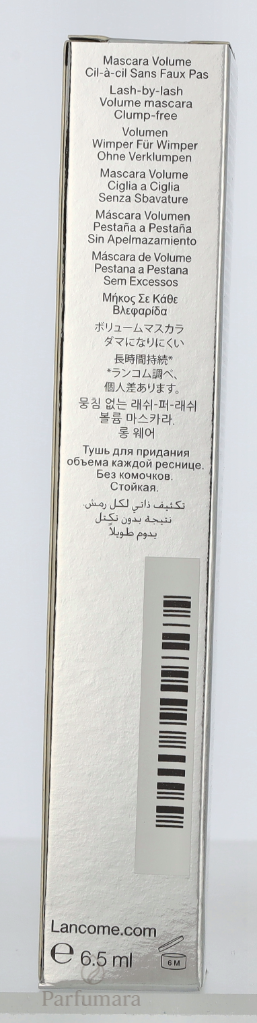 Mascara Volume
Cil-à-cil Sans Faux Pas
Lash-by-lash
Volume mascara
Clump-free
Volumen
Wimper Für Wimper
Ohne Verklumpen
Mascara Volume
Ciglia a Ciglia
Senza Sbavature
Máscara Volumen
Pestaña a Pestaña
Sin Apelmazamiento
Máscara de Volume
Pestana a Pestana
Sem Excessos
Μήκος Σε Κάθε
Βλεφαρίδα
ボリュームマスカラ
ダマになりにくい
長時間持続*
*ランコム調べ、
個人差あります。
뭉침 없는 래쉬-퍼-래쉬
볼륨 마스카라.
롱 웨어
Тушь для придания
объема каждой реснице.
Без комочков.
Стойкая.
تكثيف ذاتي لكل رمش.
نتيجة بدون تكتل
يدوم طويلاً
Lancome.com
e 6.5 ml
6 M
Parfumara